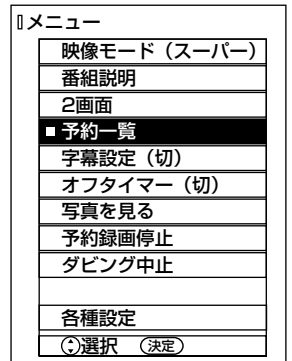 メニュー
映像モード（スーパー）
番組説明
2画面
予約一覧
字幕設定（切）
オフタイマー（切）
写真を見る
予約録画停止
ダビング中止
各種設定
選択 決定